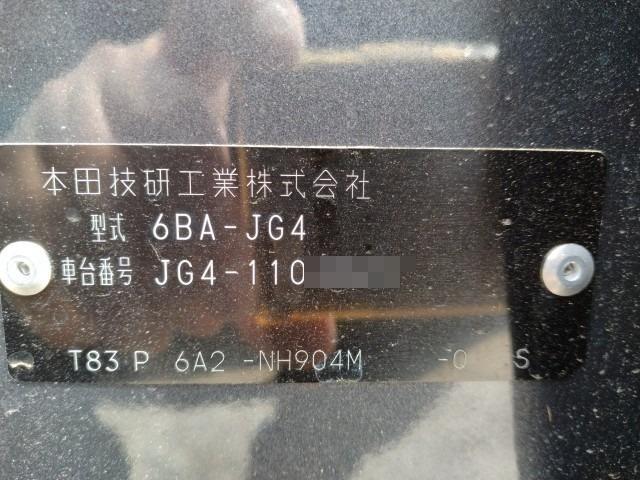 本田技研工業株式会社
型式 6BA-JG4
車台番号 JG4-110
T83 P 6A2 -NH904M -0 S